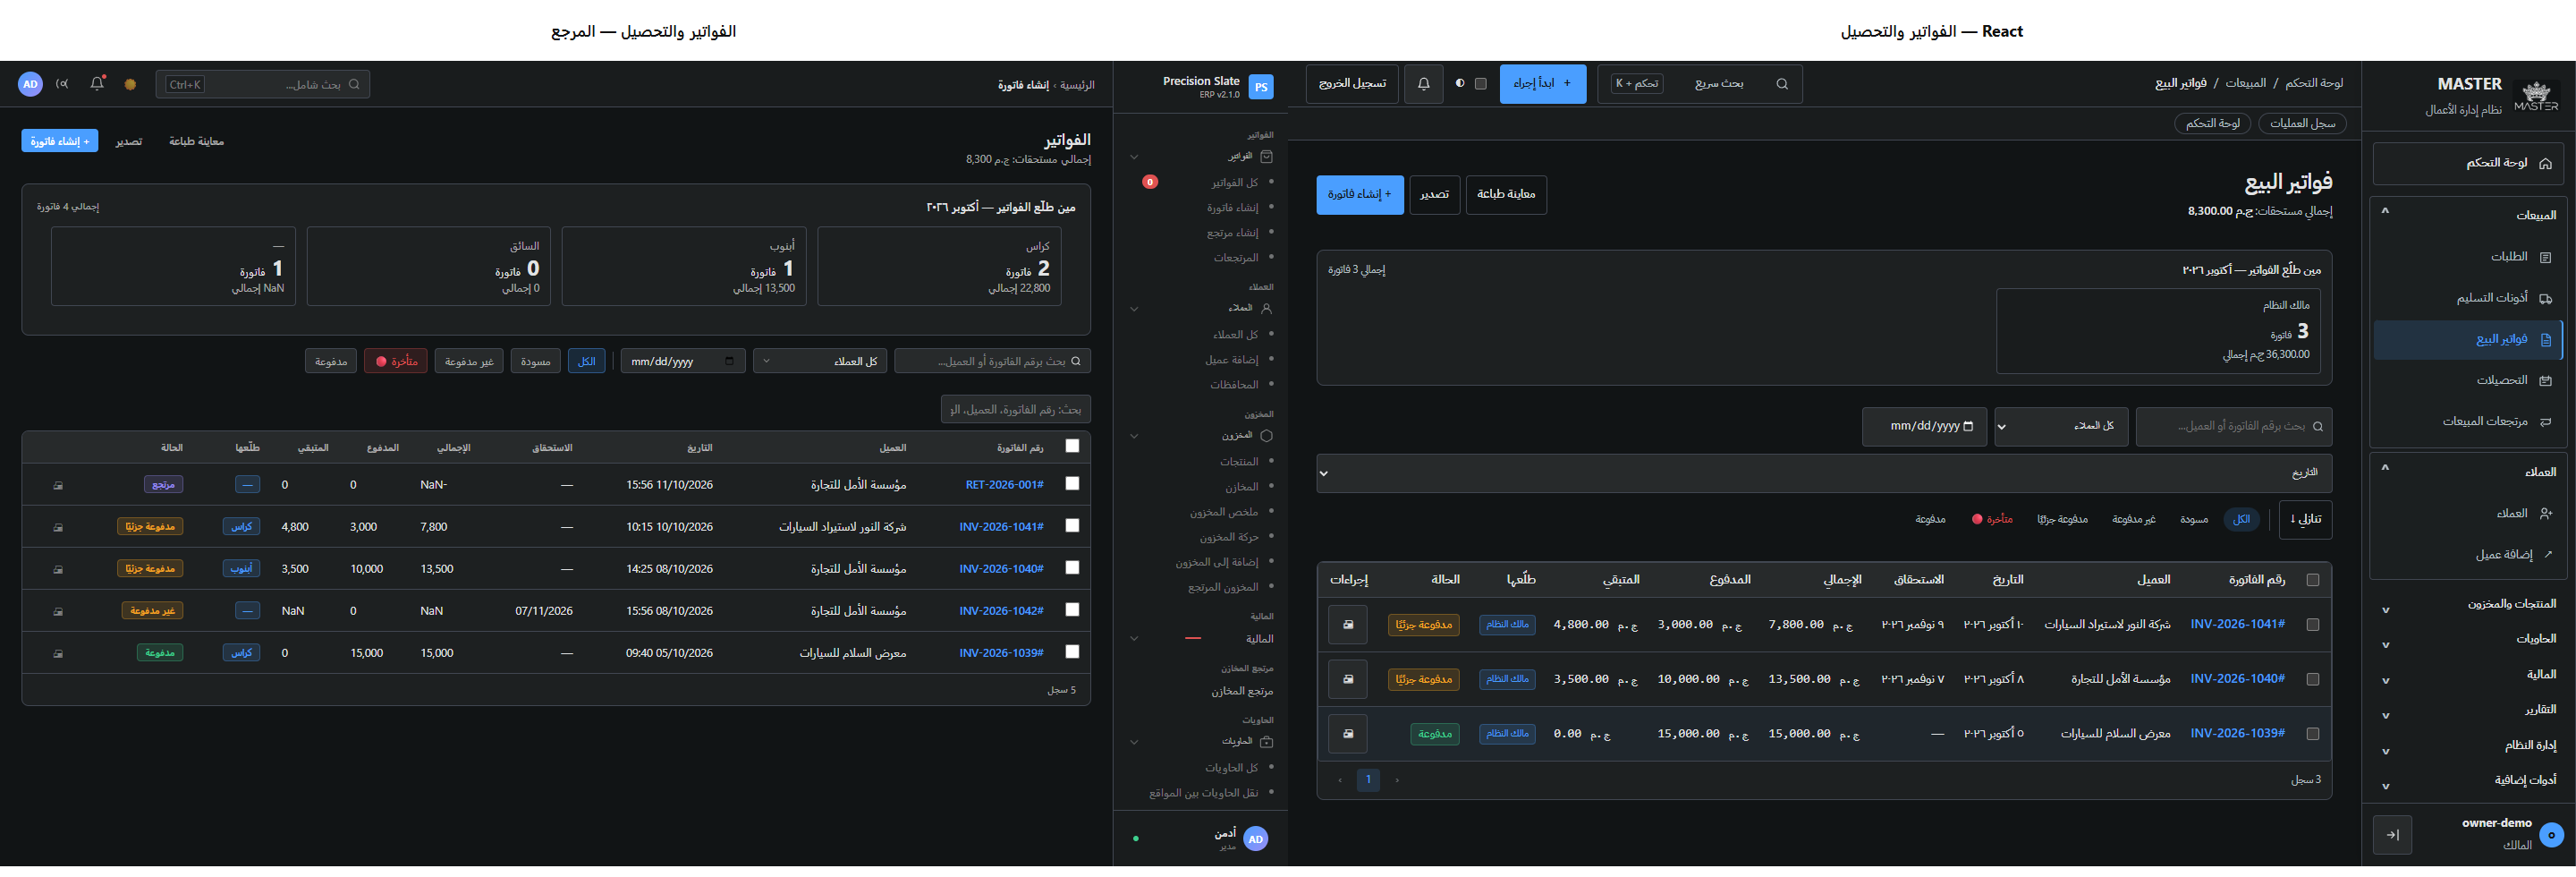 React — الفواتير والتحصيل
الفواتير والتحصيل — المرجع
MASTER
نظام إدارة الأعمال
MASTER
لوحة التحكم
المبيعات
الطلبات
أذونات التسليم
فواتير البيع
التحصيلات
مرتجعات المبيعات
العملاء
العملاء
إضافة عميل
المنتجات والمخزون
الحاويات
المالية
التقارير
إدارة النظام
أدوات إضافية
owner-demo
المالك
لوحة التحكم / المبيعات / فواتير البيع
بحث سريع
تحكم + K
+ ابدأ إجراء
تسجيل الخروج
سجل العمليات
لوحة التحكم
فواتير البيع
إجمالي مستحقات: ج.م 8,300.00
معاينة طباعة
تصدير
+ إنشاء فاتورة
مين طلّع الفواتير — أكتوبر ٢٠٢٦
إجمالي 3 فاتورة
مالك النظام
3 فاتورة
36,300.00 ج.م إجمالي
بحث برقم الفاتورة أو العميل...
كل العملاء
mm/dd/yyyy
التاريخ
تنازلي ↓
الكل
مسودة
غير مدفوعة
مدفوعة جزئيًا
متأخرة
مدفوعة
رقم الفاتورة العميل التاريخ الاستحقاق الإجمالي المدفوع المتبقي طلّعها الحالة إجراءات
#INV-2026-1041 شركة النور لاستيراد السيارات ١٠ أكتوبر ٢٠٢٦ ٩ نوفمبر ٢٠٢٦ ج.م 7,800.00 ج.م 3,000.00 ج.م 4,800.00 مالك النظام مدفوعة جزئيًا
#INV-2026-1040 مؤسسة الأمل للتجارة ٨ أكتوبر ٢٠٢٦ ٧ نوفمبر ٢٠٢٦ ج.م 13,500.00 ج.م 10,000.00 ج.م 3,500.00 مالك النظام مدفوعة جزئيًا
#INV-2026-1039 معرض السلام للسيارات ٥ أكتوبر ٢٠٢٦ — ج.م 15,000.00 ج.م 15,000.00 ج.م 0.00 مالك النظام مدفوعة
3 سجل
‹ 1 ›
PS
Precision Slate
ERP v2.1.0
الفواتير
الفواتير
كل الفواتير
0
إنشاء فاتورة
إنشاء مرتجع
المرتجعات
العملاء
العملاء
كل العملاء
إضافة عميل
المحافظات
المخزون
المخزون
المنتجات
المخازن
ملخص المخزون
حركة المخزون
إضافة إلى المخزون
المخزون المرتجع
المالية
المالية
مرتجع المخازن
مرتجع المخازن
الحاويات
الحاويات
كل الحاويات
نقل الحاويات بين المواقع
AD
أدمن
مدير
الرئيسية › إنشاء فاتورة
بحث شامل...
Ctrl+K
AD
الفواتير
إجمالي مستحقات: ج.م 8,300
معاينة طباعة
تصدير
+ إنشاء فاتورة
مين طلّع الفواتير — أكتوبر ٢٠٢٦
إجمالي 4 فاتورة
كراس
2 فاتورة
22,800 إجمالي
أبنوب
1 فاتورة
13,500 إجمالي
السائق
0 فاتورة
0 إجمالي
—
1 فاتورة
NaN إجمالي
بحث برقم الفاتورة أو العميل...
كل العملاء
mm/dd/yyyy
الكل
مسودة
غير مدفوعة
متأخرة
مدفوعة
بحث: رقم الفاتورة، العميل، الو
رقم الفاتورة العميل التاريخ الاستحقاق الإجمالي المدفوع المتبقي طلّعها الحالة
#RET-2026-001 مؤسسة الأمل للتجارة 11/10/2026 15:56 — NaN- 0 0 — مرتجع
#INV-2026-1041 شركة النور لاستيراد السيارات 10/10/2026 10:15 — 7,800 3,000 4,800 كراس مدفوعة جزئيًا
#INV-2026-1040 مؤسسة الأمل للتجارة 08/10/2026 14:25 — 13,500 10,000 3,500 أبنوب مدفوعة جزئيًا
#INV-2026-1042 مؤسسة الأمل للتجارة 08/10/2026 15:56 07/11/2026 NaN 0 NaN — غير مدفوعة
#INV-2026-1039 معرض السلام للسيارات 05/10/2026 09:40 — 15,000 15,000 0 كراس مدفوعة
5 سجل